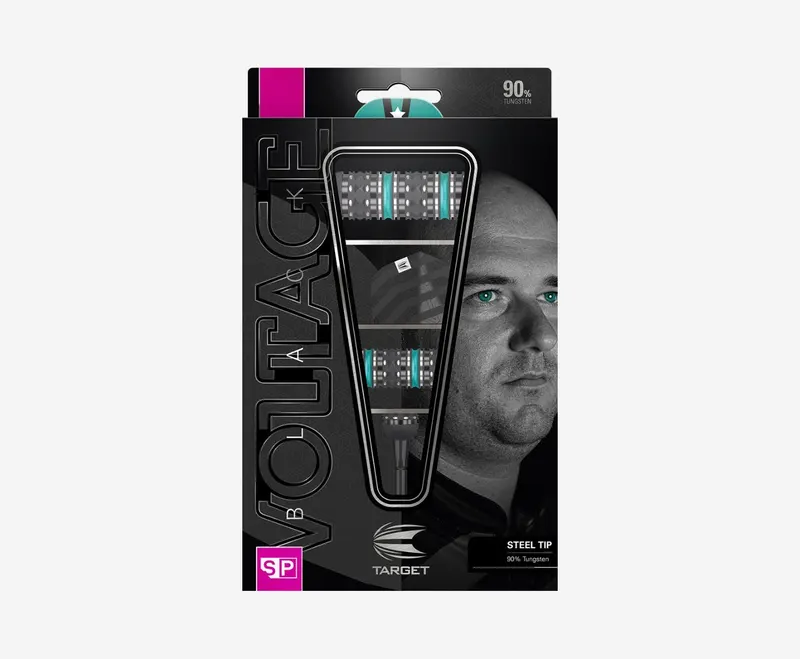 90%
TUNGSTEN
VOLTAGE
BLACK
TARGET
STEEL TIP
90% Tungsten
SP